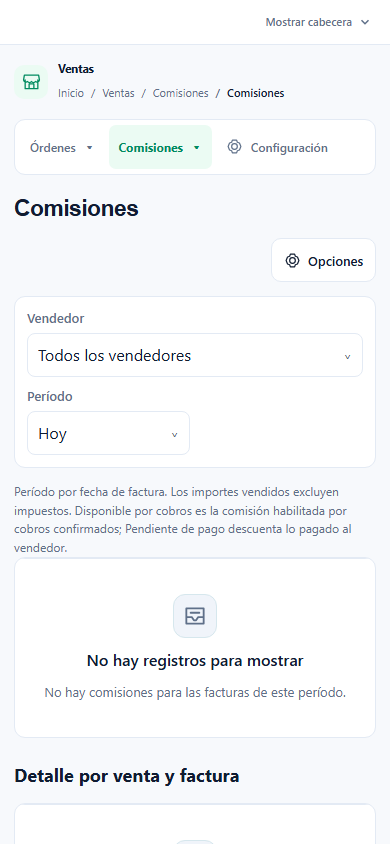 Mostrar cabecera
Ventas
Inicio / Ventas / Comisiones / Comisiones
Órdenes Comisiones Configuración
Comisiones
Opciones
Vendedor
Todos los vendedores
Período
Hoy
Período por fecha de factura. Los importes vendidos excluyen
impuestos. Disponible por cobros es la comisión habilitada por
cobros confirmados; Pendiente de pago descuenta lo pagado al
vendedor.
No hay registros para mostrar
No hay comisiones para las facturas de este período.
Detalle por venta y factura